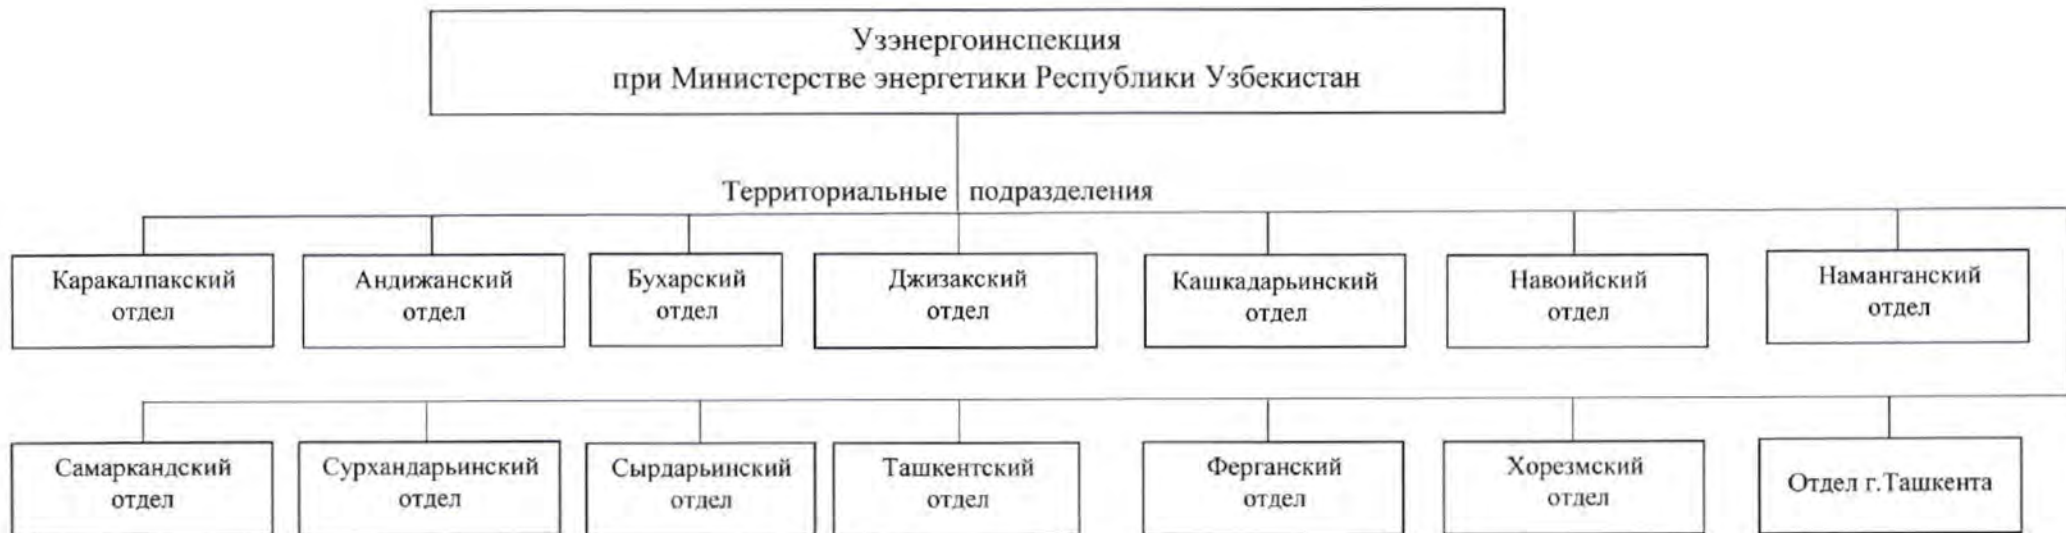 Узэнергоинспекция
при Министерстве энергетики Республики Узбекистан
Территориальные подразделения
Каракалпакский
отдел
Андижанский
отдел
Бухарский
отдел
Джизакский
отдел
Кашкадарьинский
отдел
Навоийский
отдел
Наманганский
отдел
Самаркандский
отдел
Сурхандарьинский
отдел
Сырдарьинский
отдел
Ташкентский
отдел
Ферганский
отдел
Хорезмский
отдел
Отдел г.Ташкента